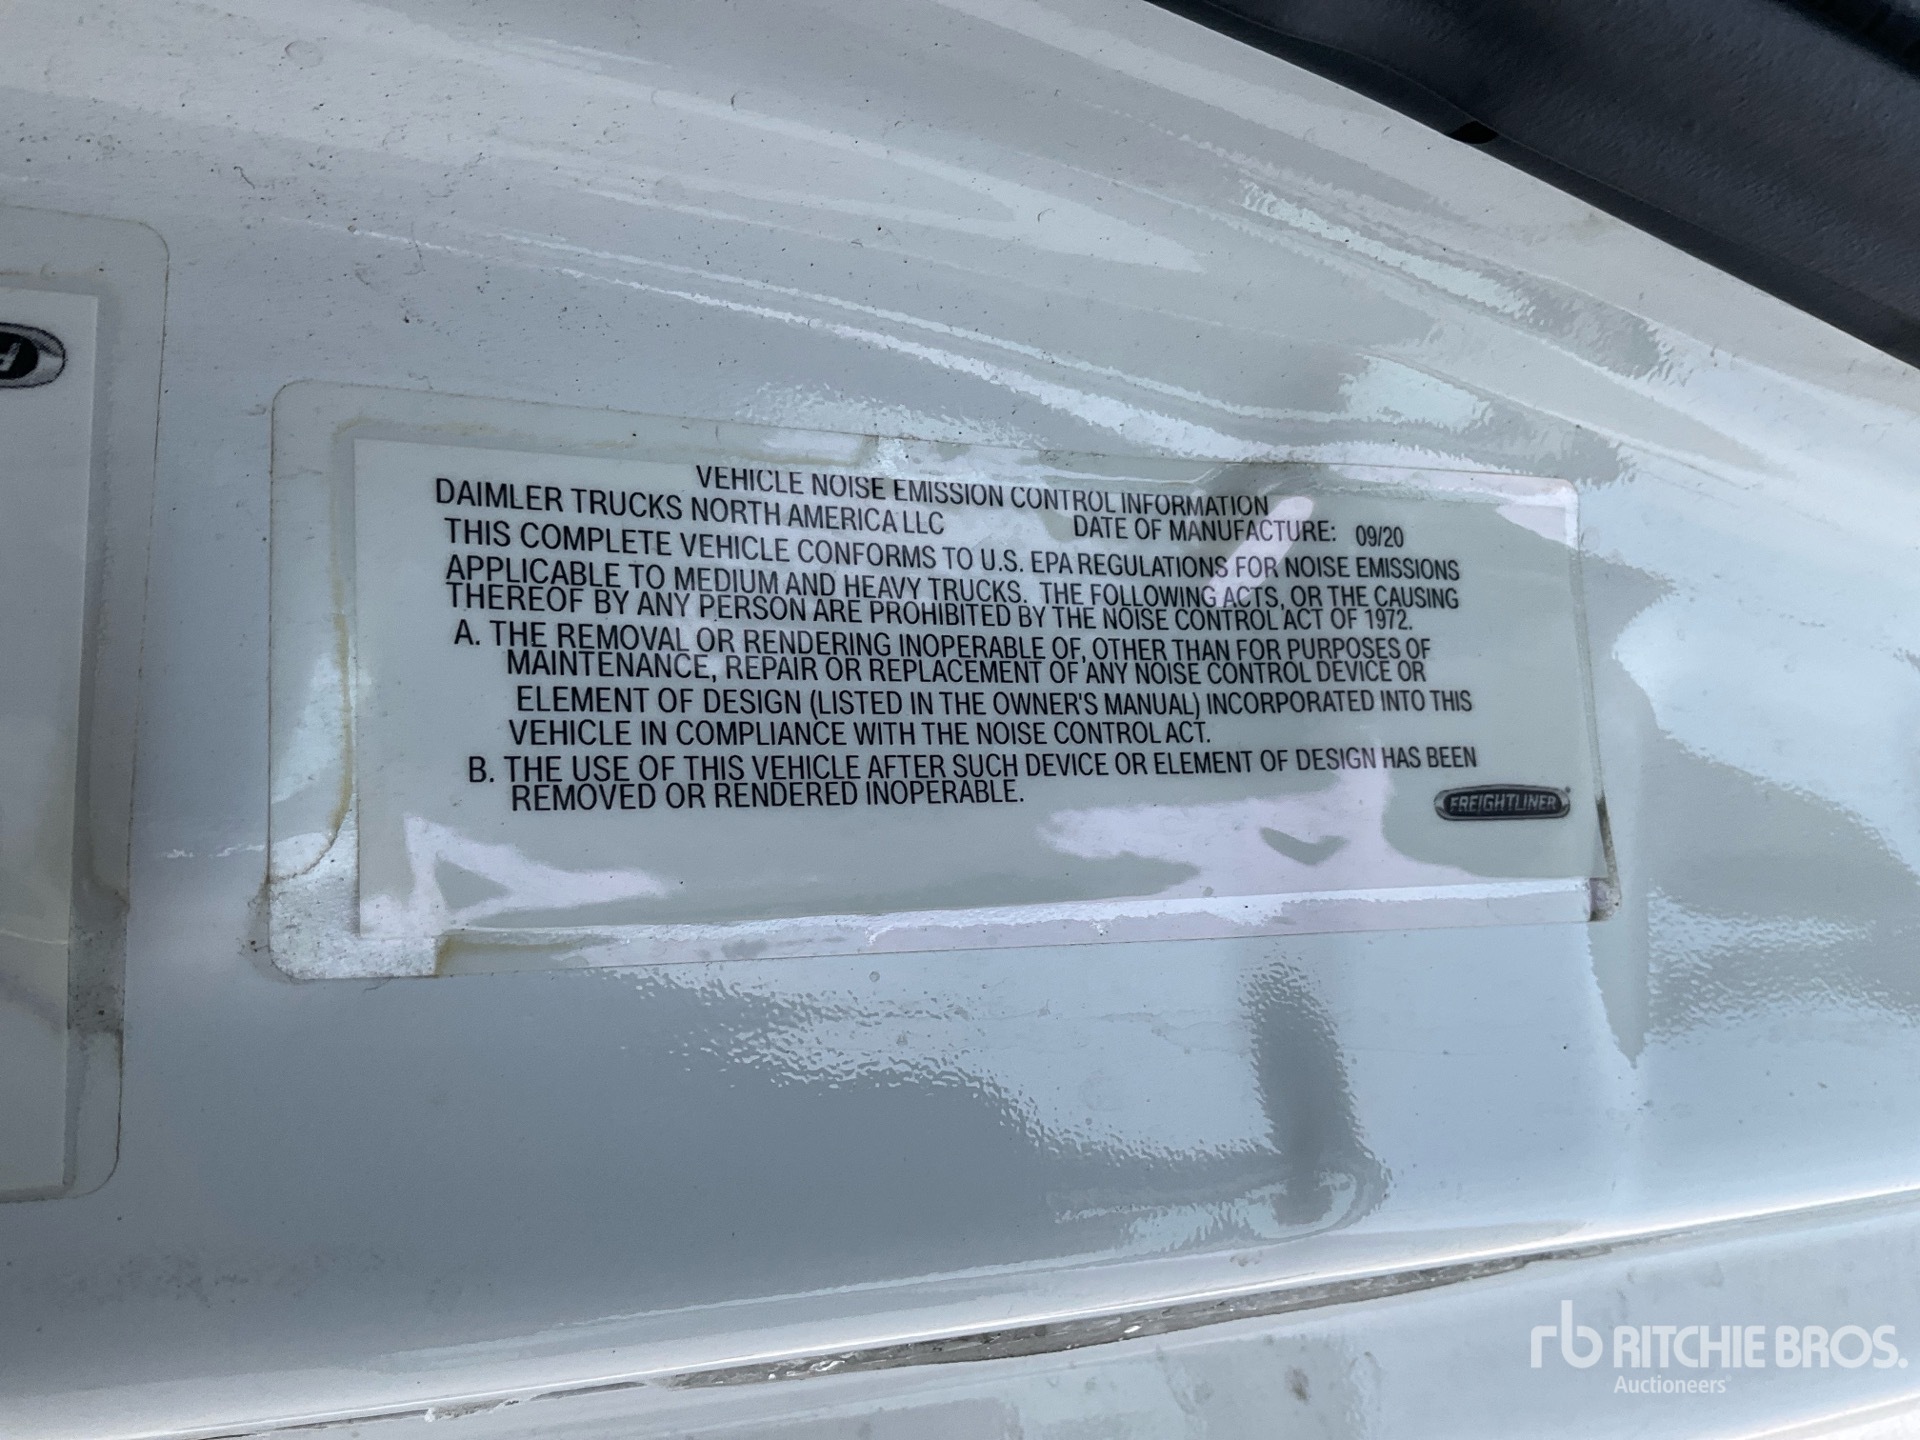 VEHICLE NOISE EMISSION CONTROL INFORMATION
DAIMLER TRUCKS NORTH AMERICA LLC DATE OF MANUFACTURE: 09/20
THIS COMPLETE VEHICLE CONFORMS TO U.S. EPA REGULATIONS FOR NOISE EMISSIONS
APPLICABLE TO MEDIUM AND HEAVY TRUCKS. THE FOLLOWING ACTS, OR THE CAUSING
THEREOF BY ANY PERSON ARE PROHIBITED BY THE NOISE CONTROL ACT OF 1972.
A. THE REMOVAL OR RENDERING INOPERABLE OF, OTHER THAN FOR PURPOSES OF
MAINTENANCE, REPAIR OR REPLACEMENT OF ANY NOISE CONTROL DEVICE OR
ELEMENT OF DESIGN (LISTED IN THE OWNER'S MANUAL) INCORPORATED INTO THIS
VEHICLE IN COMPLIANCE WITH THE NOISE CONTROL ACT.
B. THE USE OF THIS VEHICLE AFTER SUCH DEVICE OR ELEMENT OF DESIGN HAS BEEN
REMOVED OR RENDERED INOPERABLE.
FREIGHTLINER
rb RITCHIE BROS.
Auctioneers